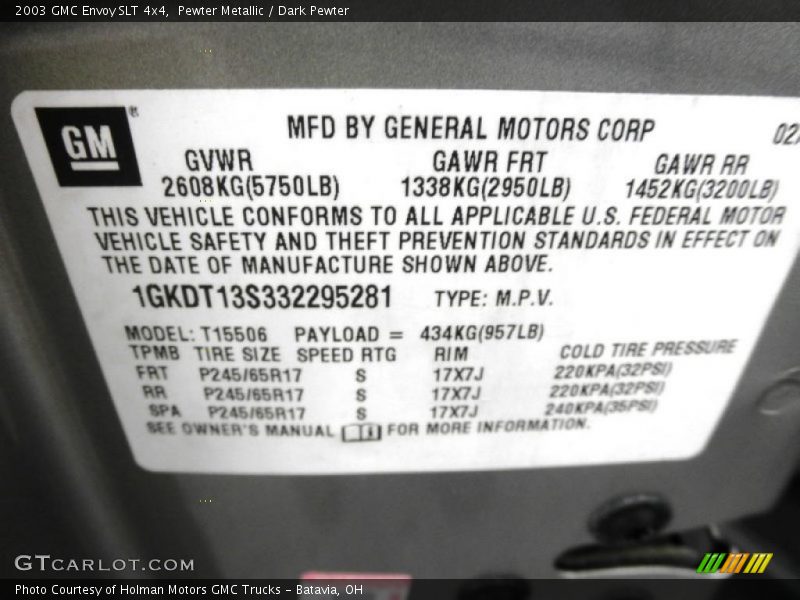 2003 GMC Envoy SLT 4x4, Pewter Metallic / Dark Pewter
GM®
MFD BY GENERAL MOTORS CORP
GVWR GAWR FRT GAWR RR
2608KG(5750LB) 1338KG(2950LB) 1452KG(3200LB)
THIS VEHICLE CONFORMS TO ALL APPLICABLE U.S. FEDERAL MOTOR
VEHICLE SAFETY AND THEFT PREVENTION STANDARDS IN EFFECT ON
THE DATE OF MANUFACTURE SHOWN ABOVE.
1GKDT13S332295281 TYPE: M.P.V.
MODEL: T15506 PAYLOAD = 434KG(957LB)
TPMB TIRE SIZE SPEED RTG RIM COLD TIRE PRESSURE
FRT P245/65R17 S 17X7J 220KPA(32PSI)
RR P245/65R17 S 17X7J 220KPA(32PSI)
SPA P245/65R17 S 17X7J 240KPA(35PSI)
SEE OWNER'S MANUAL FOR MORE INFORMATION.
GTCARLOT.COM
Photo Courtesy of Holman Motors GMC Trucks - Batavia, OH